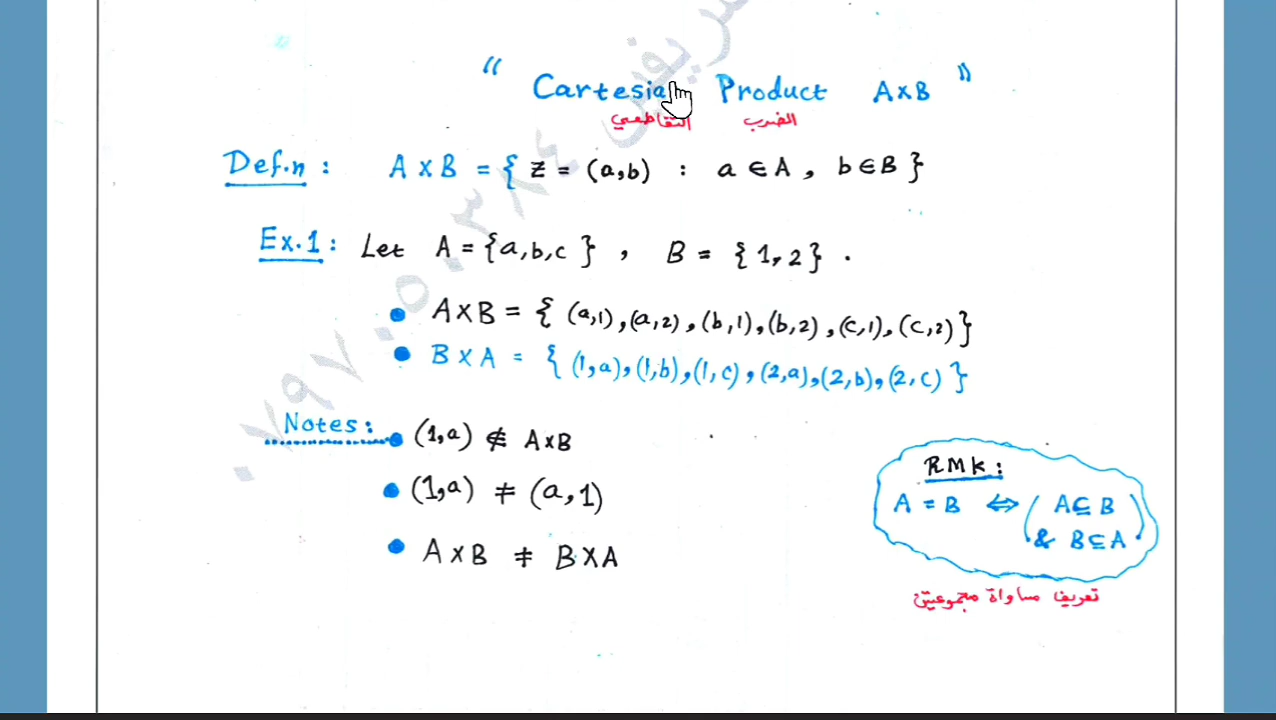 “ Cartesian Product A×B ”
الضرب التقاطعي
Def.n : A × B = { z = (a,b) : a ∈ A , b ∈ B }
Ex.1 : Let A = {a,b,c } , B = { 1,2 } .
• A×B = { (a,1) , (a,2) , (b,1) , (b,2) , (c,1) , (c,2) }
• B × A = { (1,a) , (1,b) , (1,c) , (2,a) , (2,b) , (2,c) }
Notes :
• (1,a) ∉ A×B
• (1,a) ≠ (a,1)
• A×B ≠ B×A
RMK :
A = B ⇔ ( A⊆B
& B⊆A )
تعريف مساواة مجموعتين